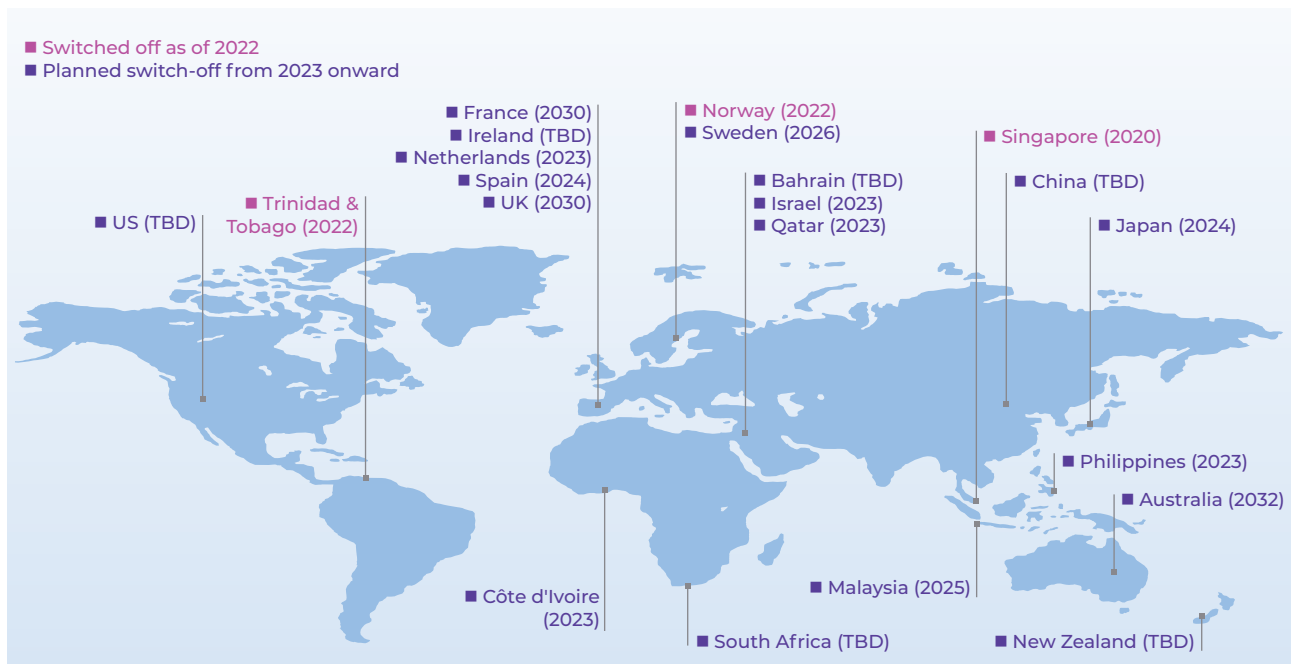 Switched off as of 2022
Planned switch-off from 2023 onward
France (2030)
Ireland (TBD)
Netherlands (2023)
Spain (2024)
UK (2030)
Norway (2022)
Sweden (2026)
Singapore (2020)
Bahrain (TBD)
Israel (2023)
Qatar (2023)
China (TBD)
Japan (2024)
US (TBD)
Trinidad &
Tobago (2022)
Philippines (2023)
Australia (2032)
Côte d'Ivoire
(2023)
Malaysia (2025)
South Africa (TBD)
New Zealand (TBD)